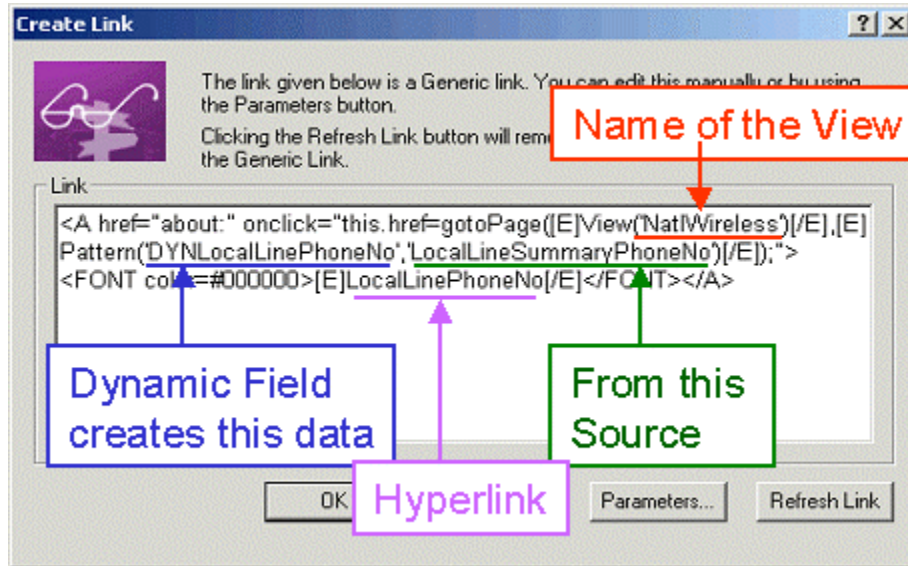 Create Link
The link given below is a Generic link. You can edit this manually or by using
the Parameters button.
Clicking the Refresh Link button will
the Generic Link.
Name of the View
Link
<A href="about:" onclick="this.href=gotoPage([E]View('NatlWireless')[/E],[E]
Pattern('DYNLocalLinePhoneNo','LocalLineSummaryPhoneNo')[/E]);">
<FONT color=#000000>[E]LocalLinePhoneNo[/E]</FONT></A>
Dynamic Field
creates this data
From this
Source
Hyperlink
OK
Parameters...
Refresh Link